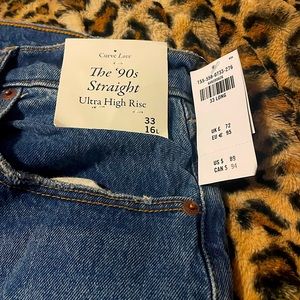 Curve Love
The '90s
Straight
Ultra High Rise
33
16L
33 LONG
UK £ 72
EU € 95
US $ 89
CAN $ 94